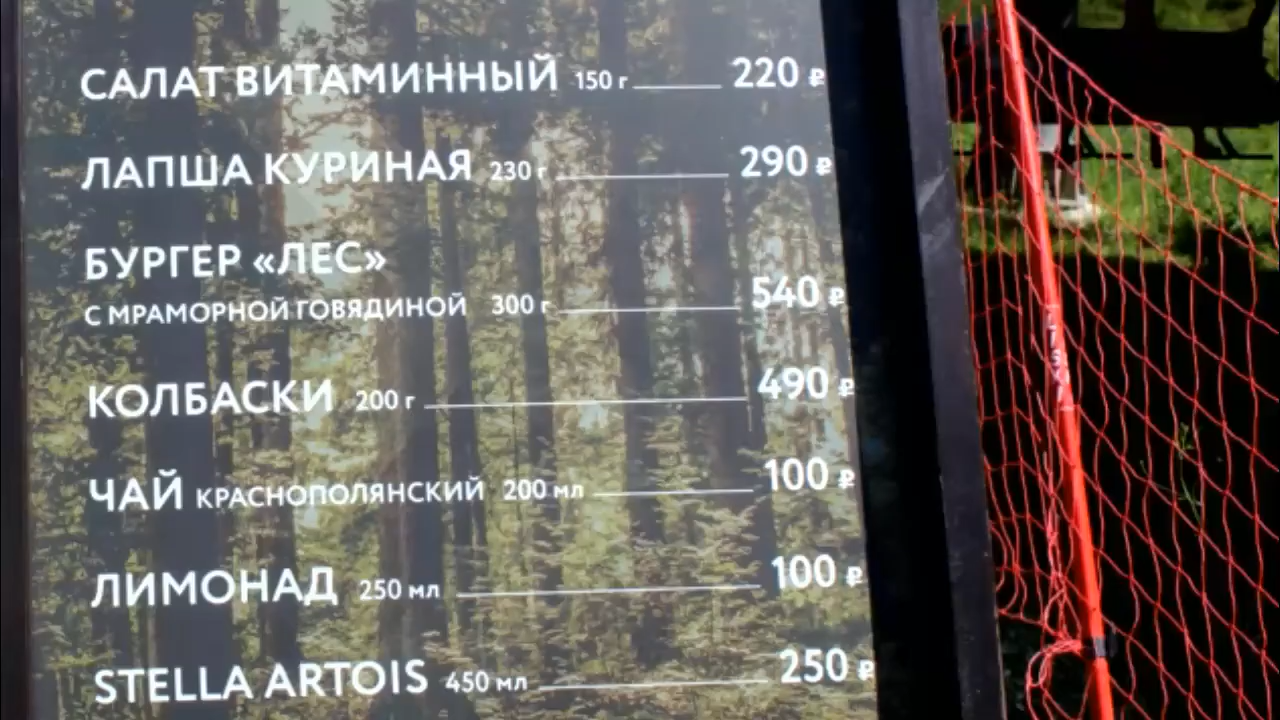 САЛАТ ВИТАМИННЫЙ 150 г 220 ₽
ЛАПША КУРИНАЯ 230 г 290 ₽
БУРГЕР «ЛЕС»
С МРАМОРНОЙ ГОВЯДИНОЙ 300 г 540 ₽
КОЛБАСКИ 200 г 490 ₽
ЧАЙ КРАСНОПОЛЯНСКИЙ 200 мл 100 ₽
ЛИМОНАД 250 мл 100 ₽
STELLA ARTOIS 450 мл 250 ₽